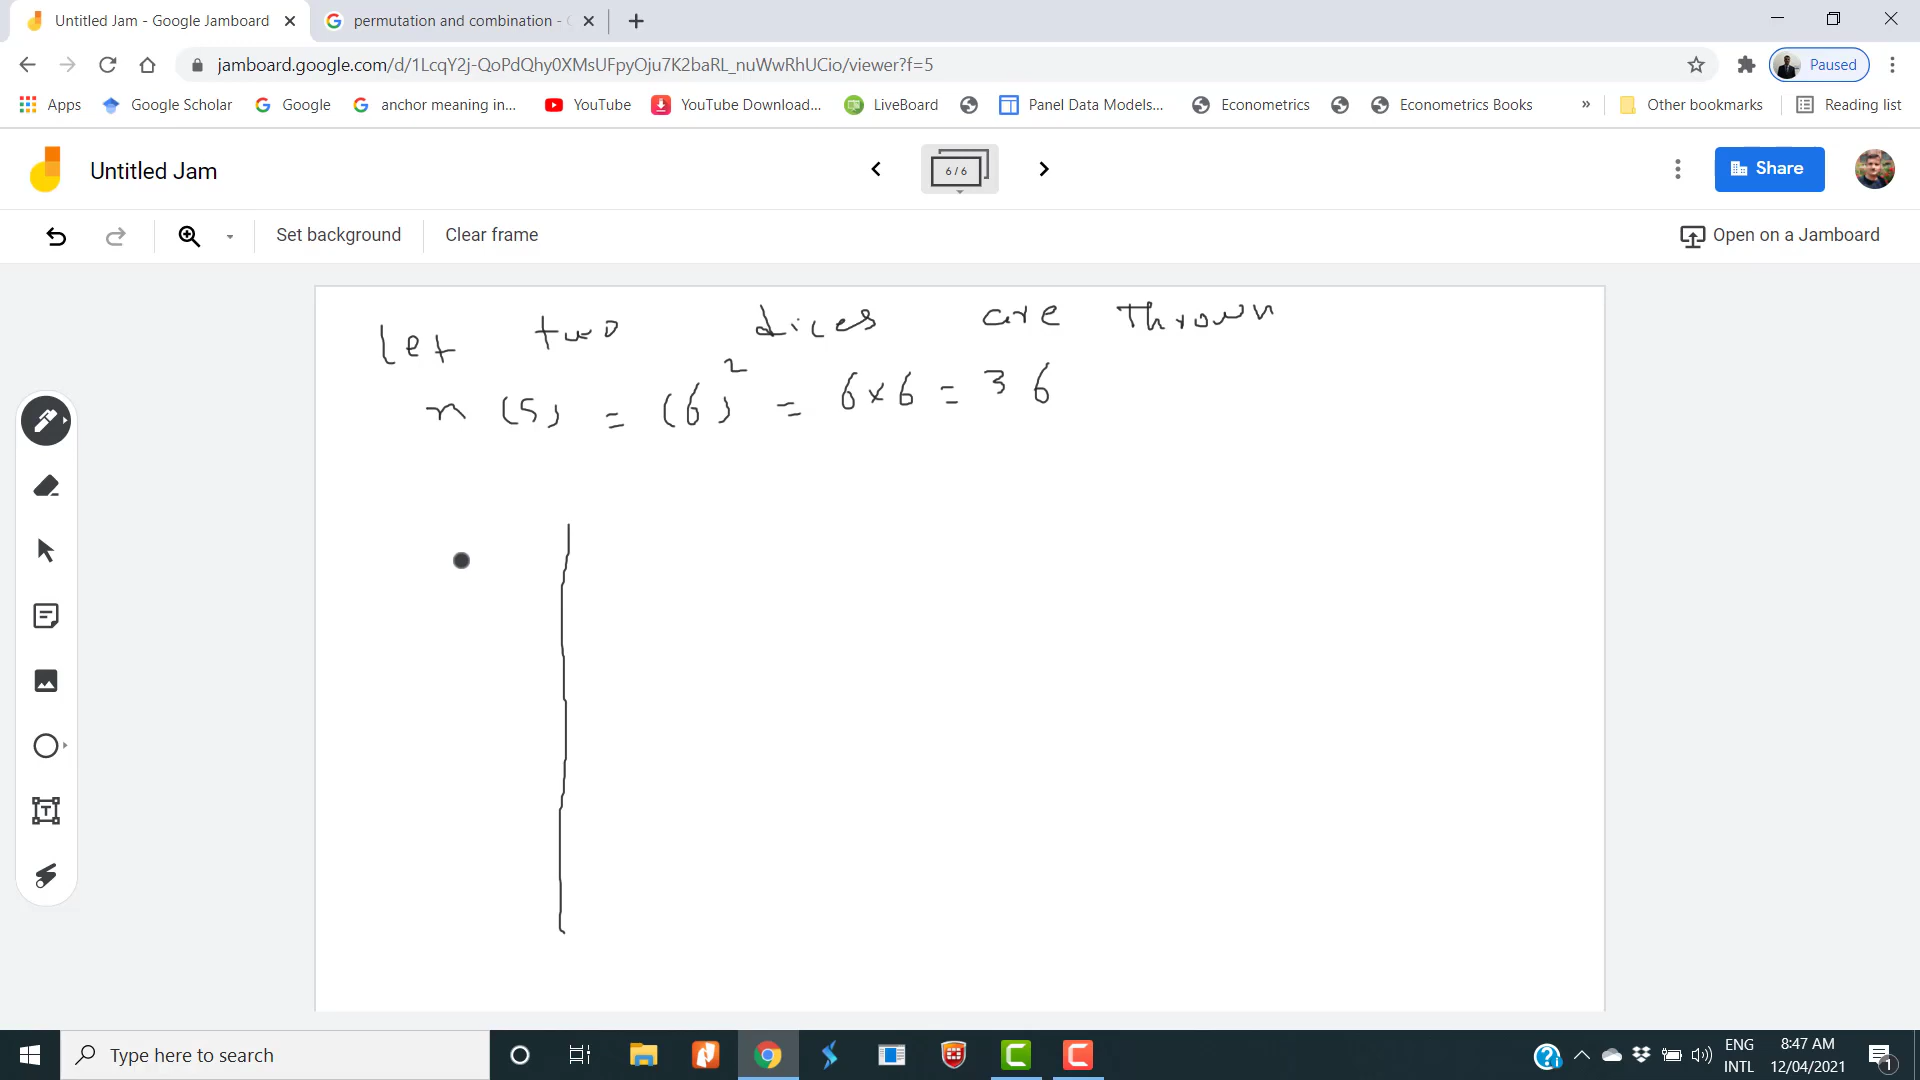 Untitled Jam - Google Jamboard
permutation and combination -
jamboard.google.com/d/1LcqY2j-QoPdQhy0XMsUFpyOju7K2baRL_nuWwRhUCio/viewer?f=5
Paused
Apps Google Scholar Google anchor meaning in... YouTube YouTube Download... LiveBoard Panel Data Models... Econometrics Econometrics Books » Other bookmarks Reading list
Untitled Jam
6 / 6
Share
Set background Clear frame
Open on a Jamboard
Let two dices are Thrown
n (S) = (6)² = 6×6 = 36
Type here to search
ENG
INTL
8:47 AM
12/04/2021
1